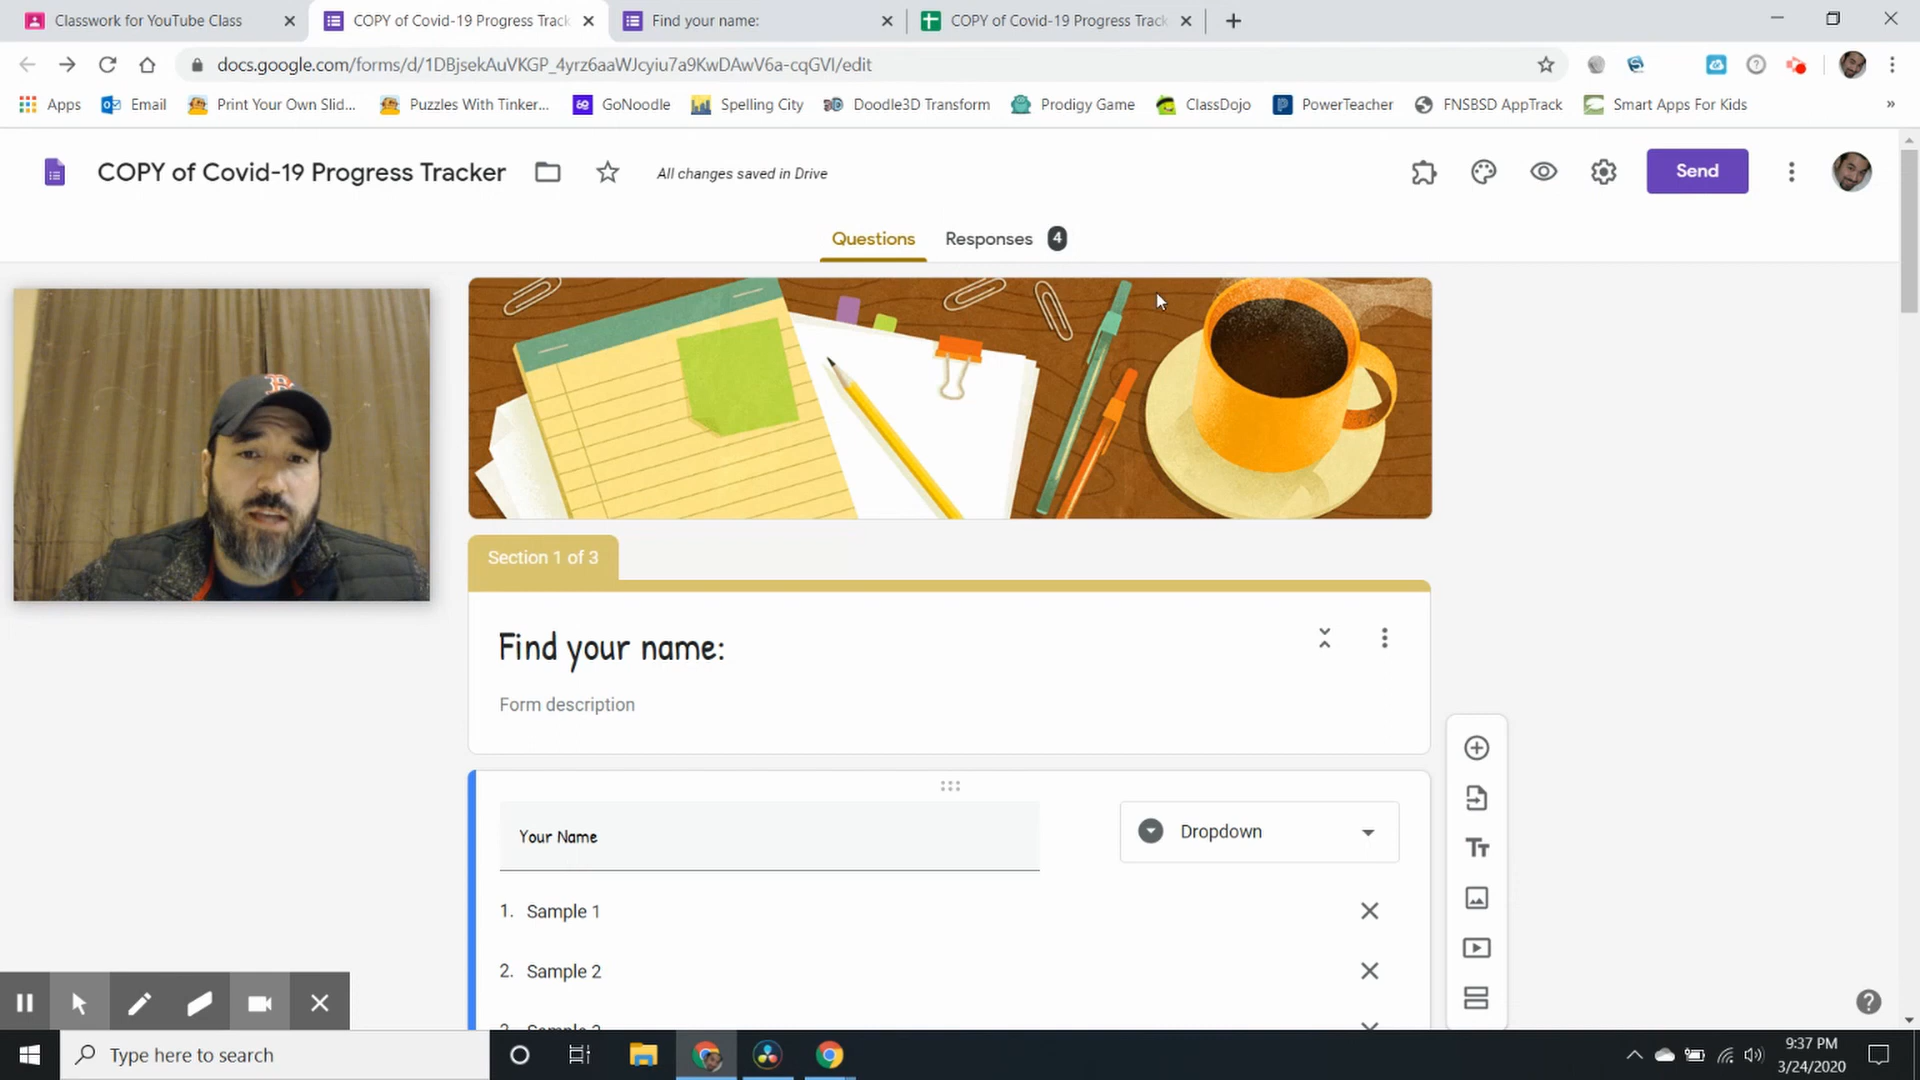 Classwork for YouTube Class
COPY of Covid-19 Progress Track
Find your name:
COPY of Covid-19 Progress Track
docs.google.com/forms/d/1DBjsekAuVKGP_4yrz6aaWJcyiu7a9KwDAwV6a-cqGVI/edit
Apps
Email
Print Your Own Slid...
Puzzles With Tinker...
GoNoodle
Spelling City
Doodle3D Transform
Prodigy Game
ClassDojo
PowerTeacher
FNSBSD AppTrack
Smart Apps For Kids
»
COPY of Covid-19 Progress Tracker
All changes saved in Drive
Send
Questions
Responses 4
B
Section 1 of 3
Find your name:
Form description
Your Name
Dropdown
1. Sample 1
2. Sample 2
Tt
Type here to search
9:37 PM
3/24/2020